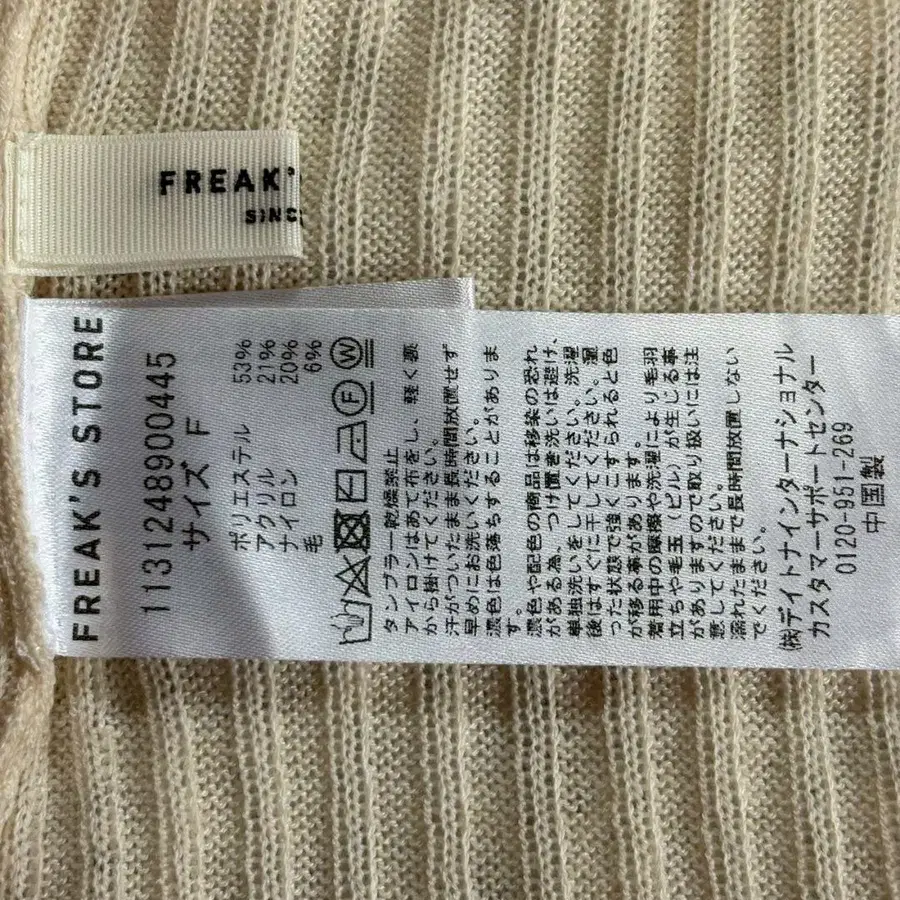 FREAK'
SINC
FREAK'S STORE
1131248900445
サイズ F
ポリエステル 53%
アクリル 21%
ナイロン 20%
毛 6%
タンブラー乾燥禁止
アイロンはあて布をし、軽く裏
から掛けてください。
汗がついたまま長時間放置せず
早めにお洗いください。
濃色は色落ちすることがありま
す。
濃色や配色の商品は移染の恐れ
がある為、つけ置き洗いは避け、
単独洗いをしてください。洗濯
後はすぐに干してください。湿
った状態で強くこすられると色
が移る事があります。
着用中の摩擦や洗濯により毛羽
立ちや毛玉(ピル)が生じる事
がありますので取り扱いには注
意してください。
濡れたままで長時間放置しない
でください。
㈱デイトナインターナショナル
カスタマーサポートセンター
0120-951-269
中国製